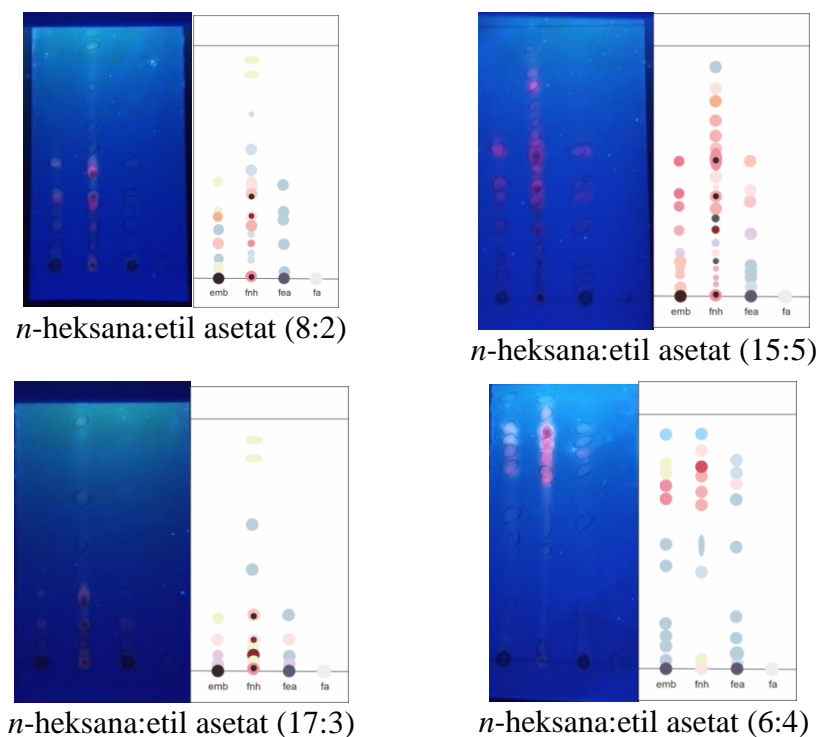 emb fnh fea fa
n-heksana:etil asetat (8:2)
emb fnh fea fa
n-heksana:etil asetat (15:5)
emb fnh fea fa
n-heksana:etil asetat (17:3)
emb fnh fea fa
n-heksana:etil asetat (6:4)